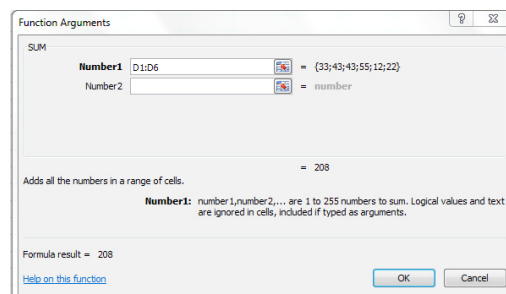 Function Arguments
SUM
Number1 D1:D6 = {33;43;43;55;12;22}
Number2 = number
= 208
Adds all the numbers in a range of cells.
Number1: number1,number2,... are 1 to 255 numbers to sum. Logical values and text
are ignored in cells, included if typed as arguments.
Formula result = 208
Help on this function
OK Cancel